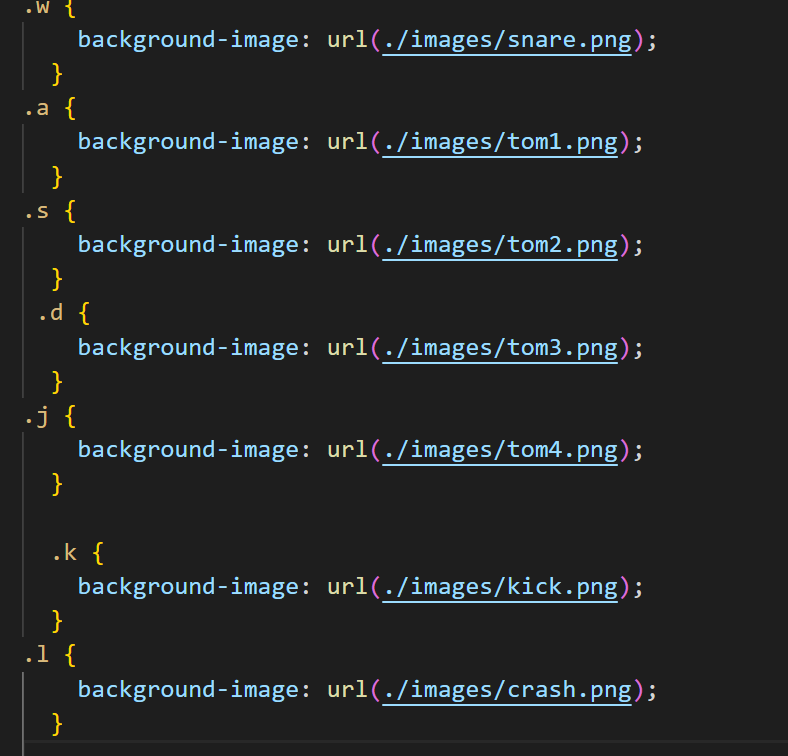 .w {
    background-image: url(./images/snare.png);
  }
.a {
    background-image: url(./images/tom1.png);
  }
.s {
    background-image: url(./images/tom2.png);
  }
 .d {
    background-image: url(./images/tom3.png);
  }
.j {
    background-image: url(./images/tom4.png);
  }

  .k {
    background-image: url(./images/kick.png);
  }
.l {
    background-image: url(./images/crash.png);
  }